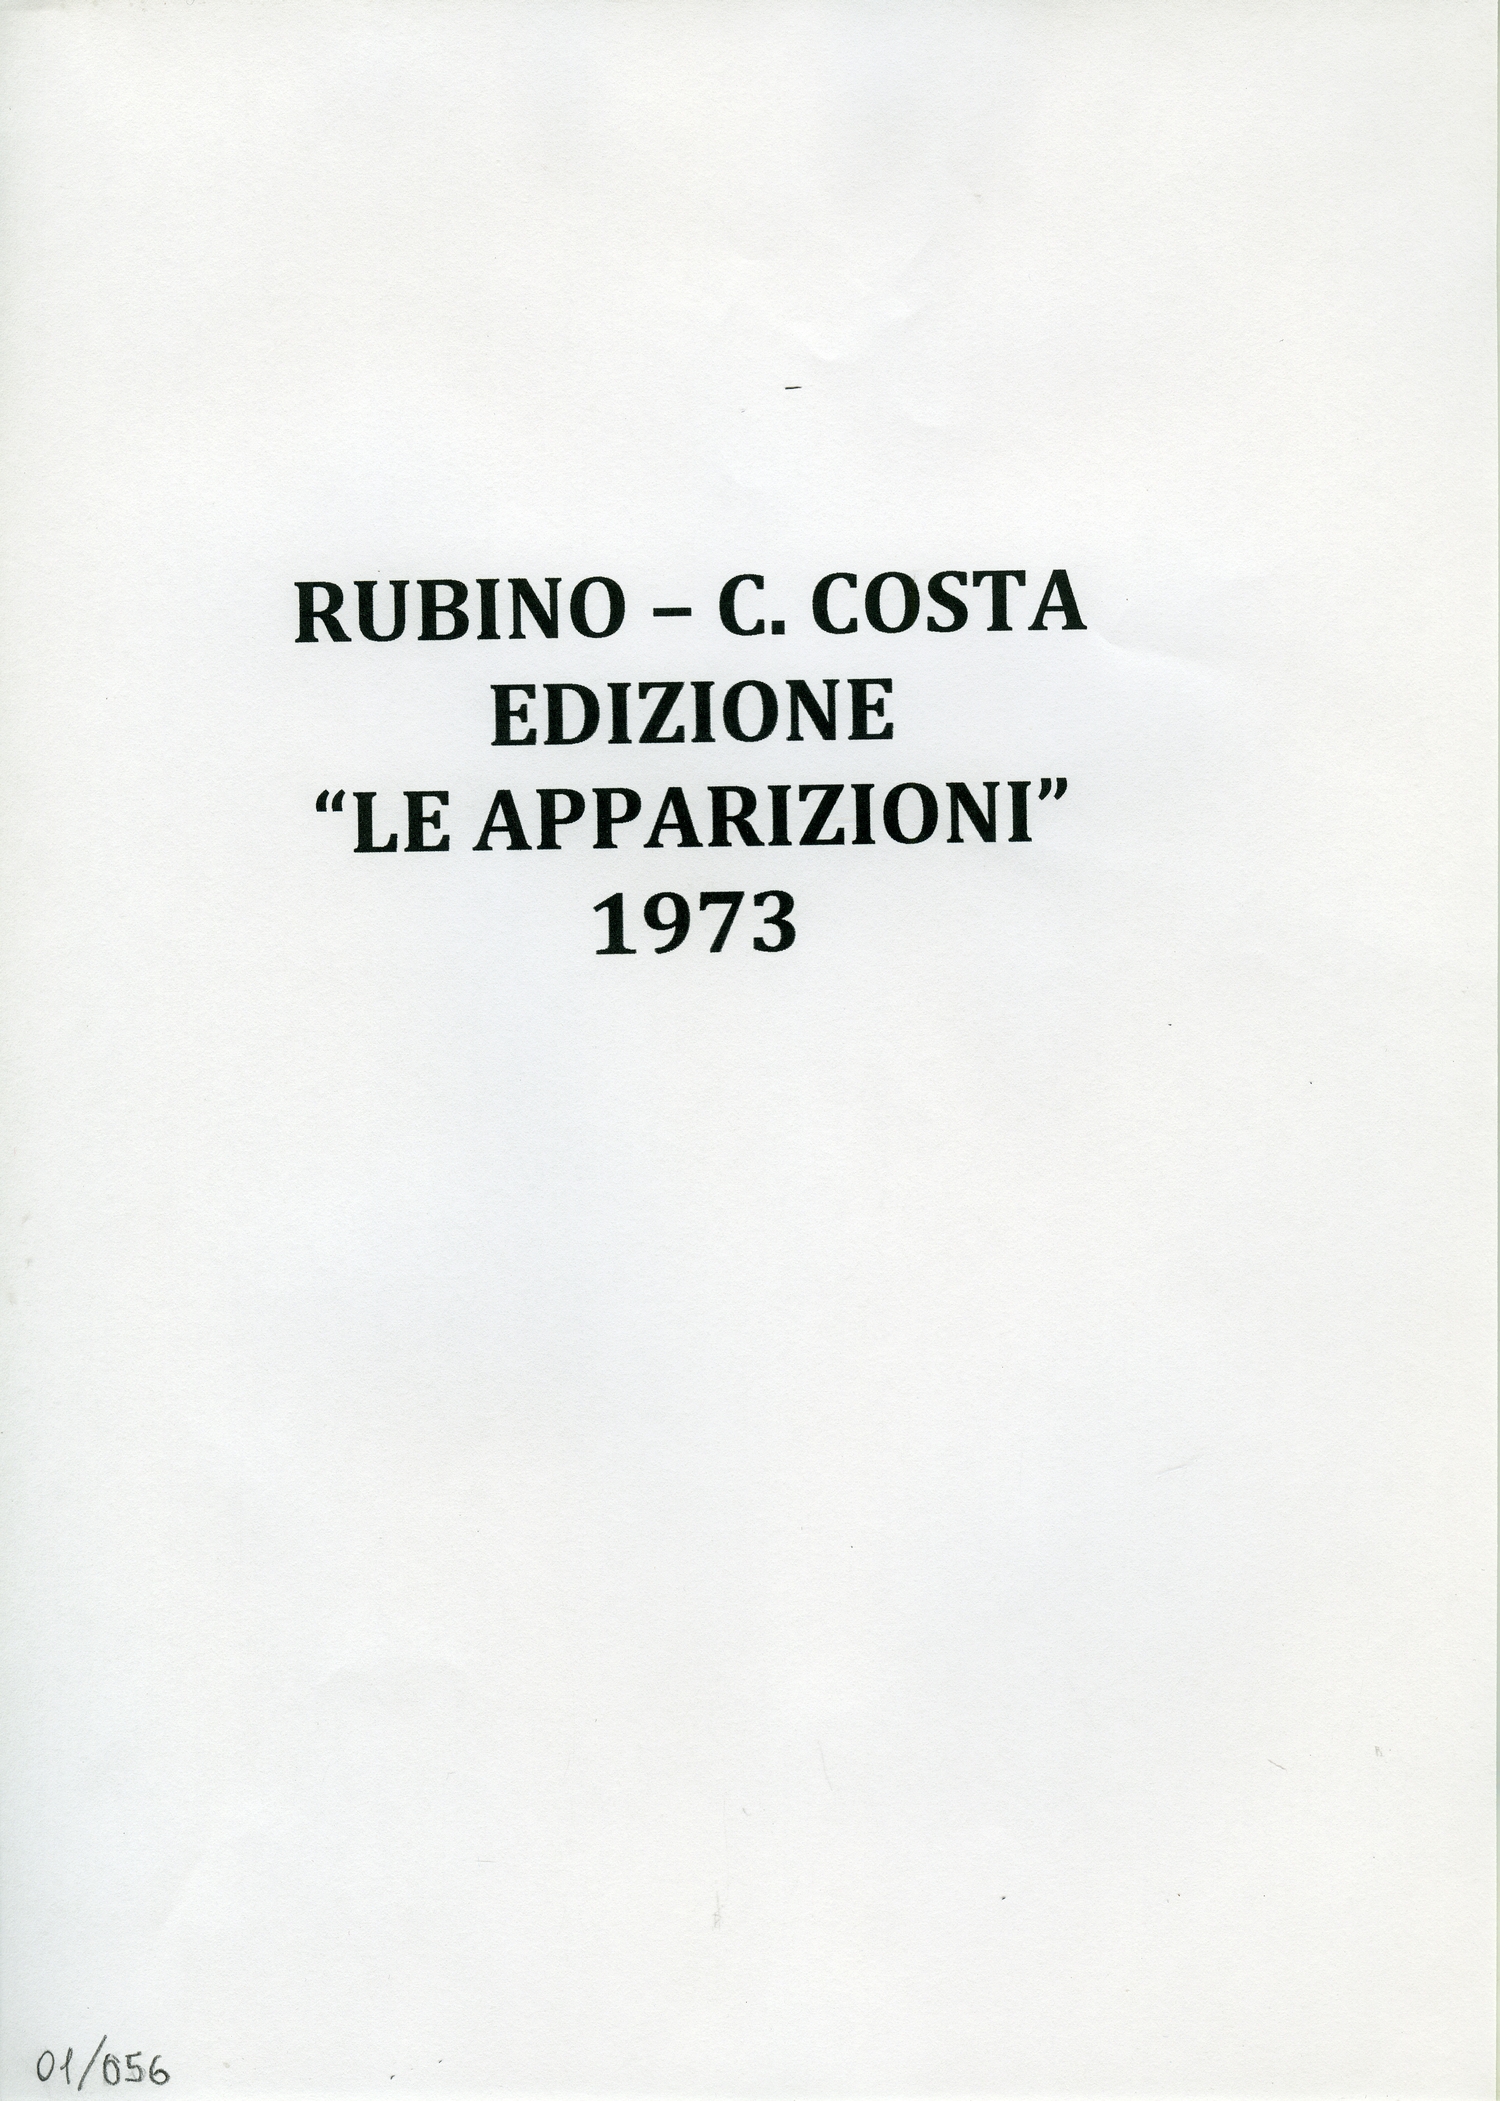 RUBINO – C. COSTA
EDIZIONE
“LE APPARIZIONI”
1973
01/056